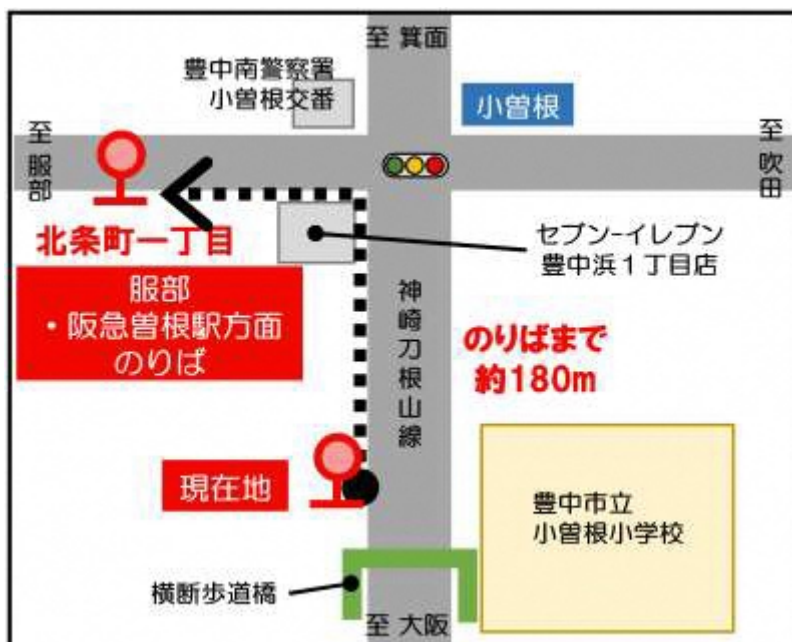 至 箕面
豊中南警察署
小曽根交番
小曽根
至 服部
至 吹田
北条町一丁目
セブン-イレブン
豊中浜１丁目店
服部
・阪急曽根駅方面
のりば
神崎刀根山線
のりばまで
約180m
現在地
豊中市立
小曽根小学校
横断歩道橋
至 大阪